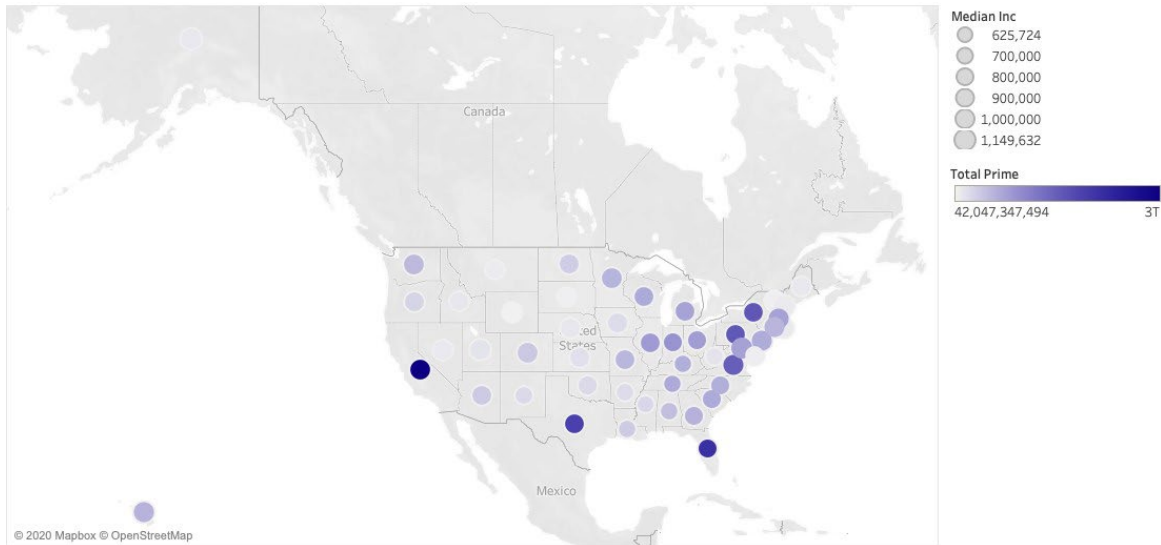 Median Inc
625,724
700,000
800,000
900,000
1,000,000
1,149,632
Total Prime
42,047,347,494 3T
Canada
States
Mexico
© 2020 Mapbox © OpenStreetMap